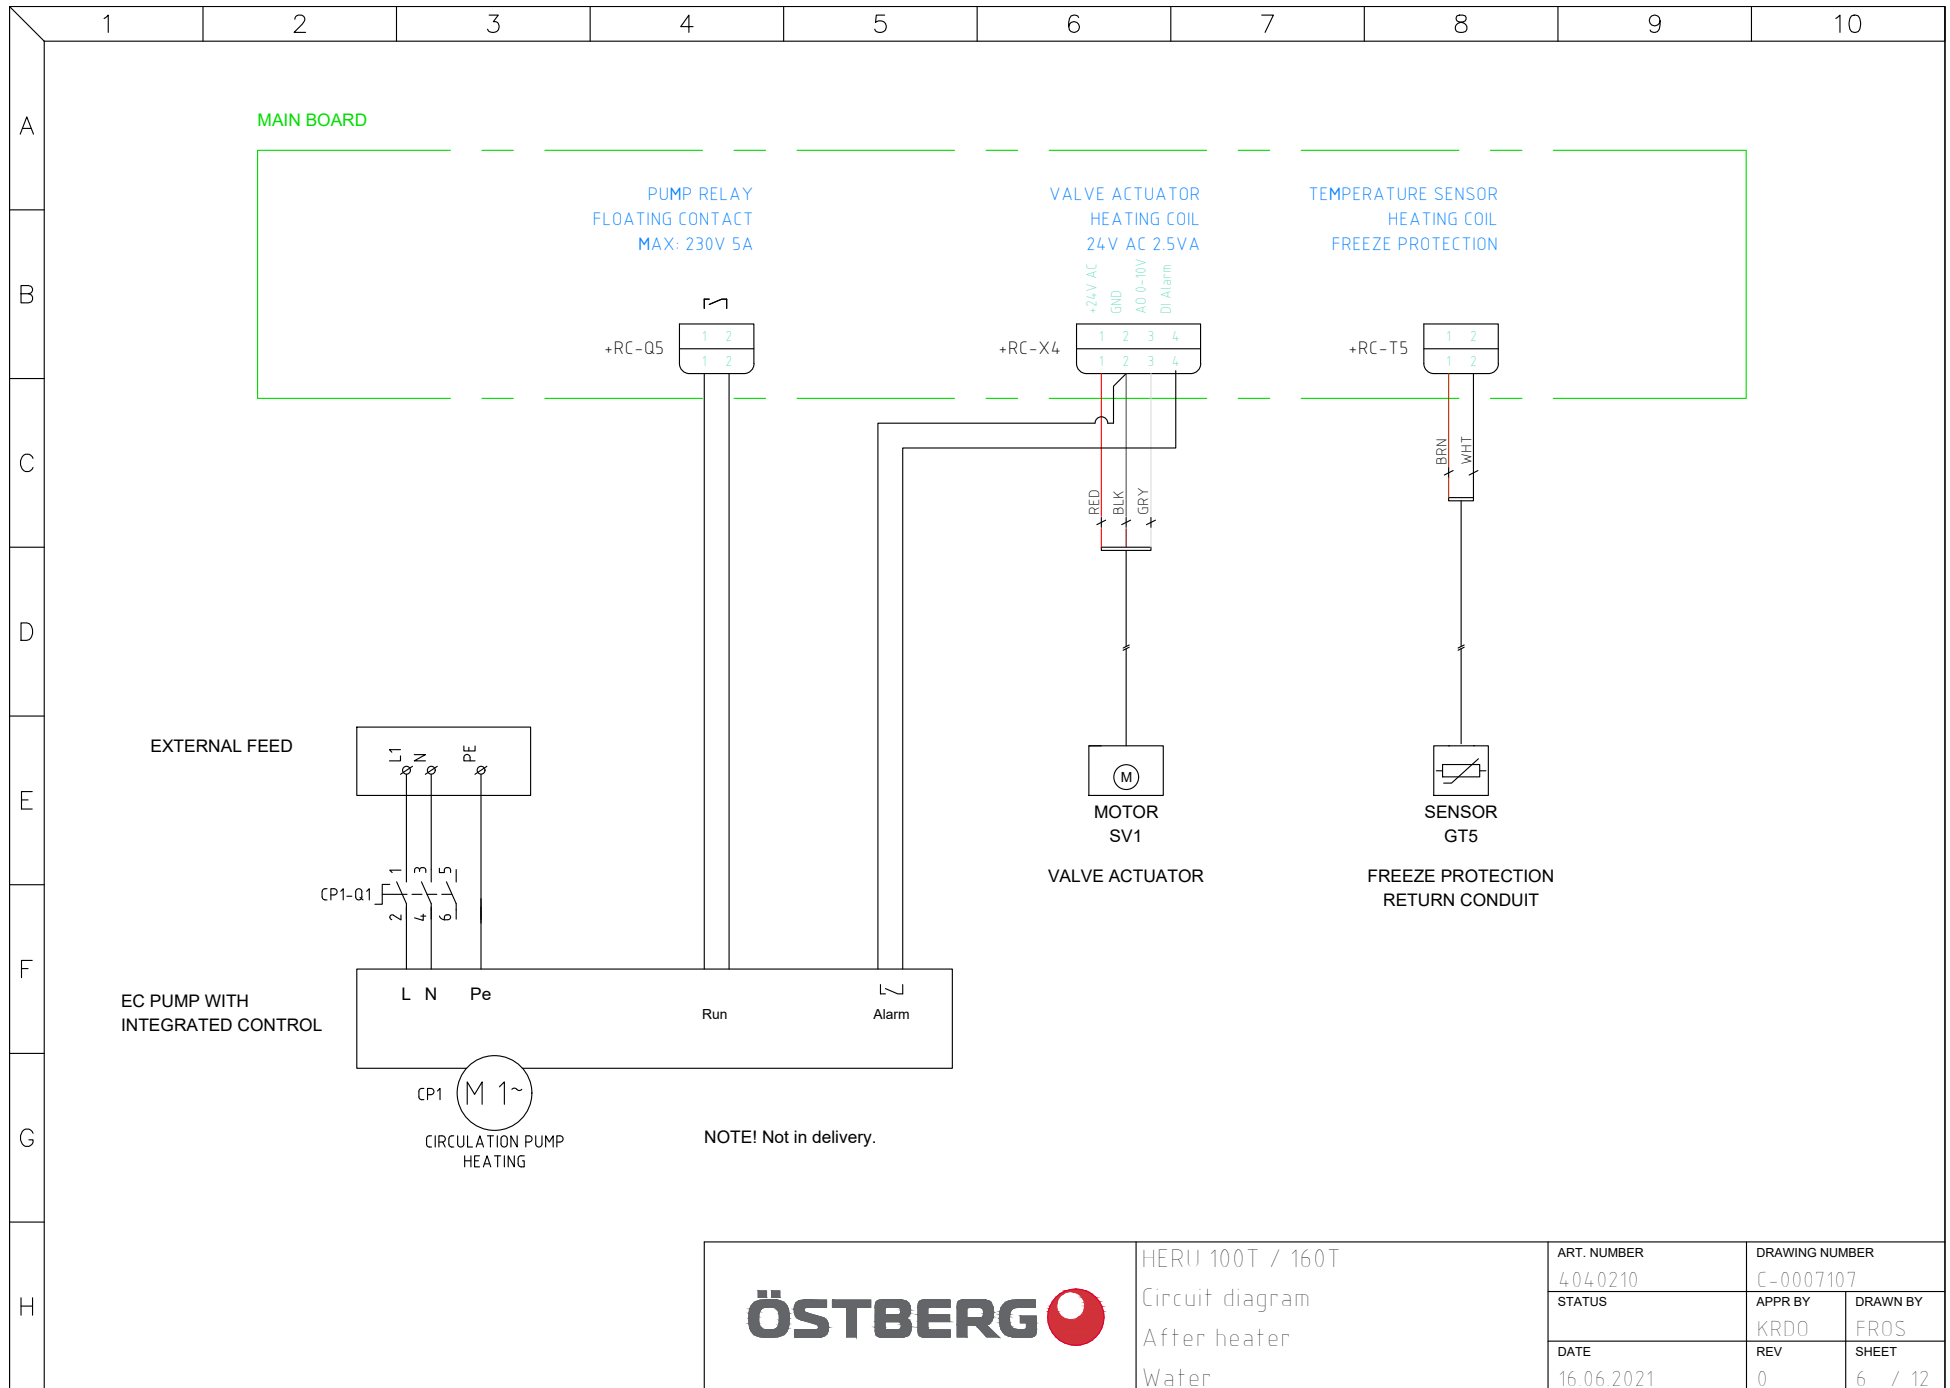 1 2 3 4 5 6 7 8 9 10
A
B
C
D
E
F
G
H
MAIN BOARD
PUMP RELAY
FLOATING CONTACT
MAX: 230V 5A
VALVE ACTUATOR
HEATING COIL
24V AC 2.5VA
TEMPERATURE SENSOR
HEATING COIL
FREEZE PROTECTION
+24V AC
GND
AO 0-10V
DI Alarm
+RC-Q5
1 2
1 2
+RC-X4
1 2 3 4
1 2 3 4
+RC-T5
1 2
1 2
RED
BLK
GRY
BRN
WHT
EXTERNAL FEED
L1
N
PE
CP1-Q1
1 3 5
2 4 6
M
MOTOR
SV1
VALVE ACTUATOR
SENSOR
GT5
FREEZE PROTECTION
RETURN CONDUIT
EC PUMP WITH
INTEGRATED CONTROL
L N Pe
Run
Alarm
CP1
M 1~
CIRCULATION PUMP
HEATING
NOTE! Not in delivery.
ÖSTBERG
HERU 100T / 160T
Circuit diagram
After heater
Water
ART. NUMBER
4040210
DRAWING NUMBER
C-0007107
STATUS
APPR BY
KRDO
DRAWN BY
FROS
DATE
16.06.2021
REV
0
SHEET
6 / 12